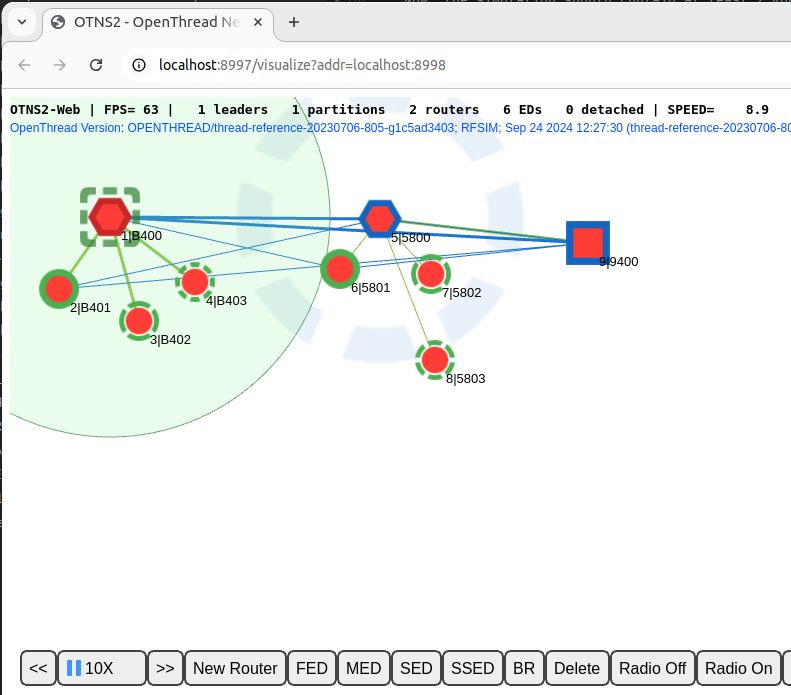 OTNS2 - OpenThread Ne
localhost:8997/visualize?addr=localhost:8998
OTNS2-Web | FPS= 63 | 1 leaders 1 partitions 2 routers 6 EDs 0 detached | SPEED= 8.9
OpenThread Version: OPENTHREAD/thread-reference-20230706-805-g1c5ad3403; RFSIM; Sep 24 2024 12:27:30 (thread-reference-20230706-80
1|B400
5|5800
9|9400
6|5801
7|5802
4|B403
2|B401
3|B402
8|5803
<< 10X >> New Router FED MED SED SSED BR Delete Radio Off Radio On